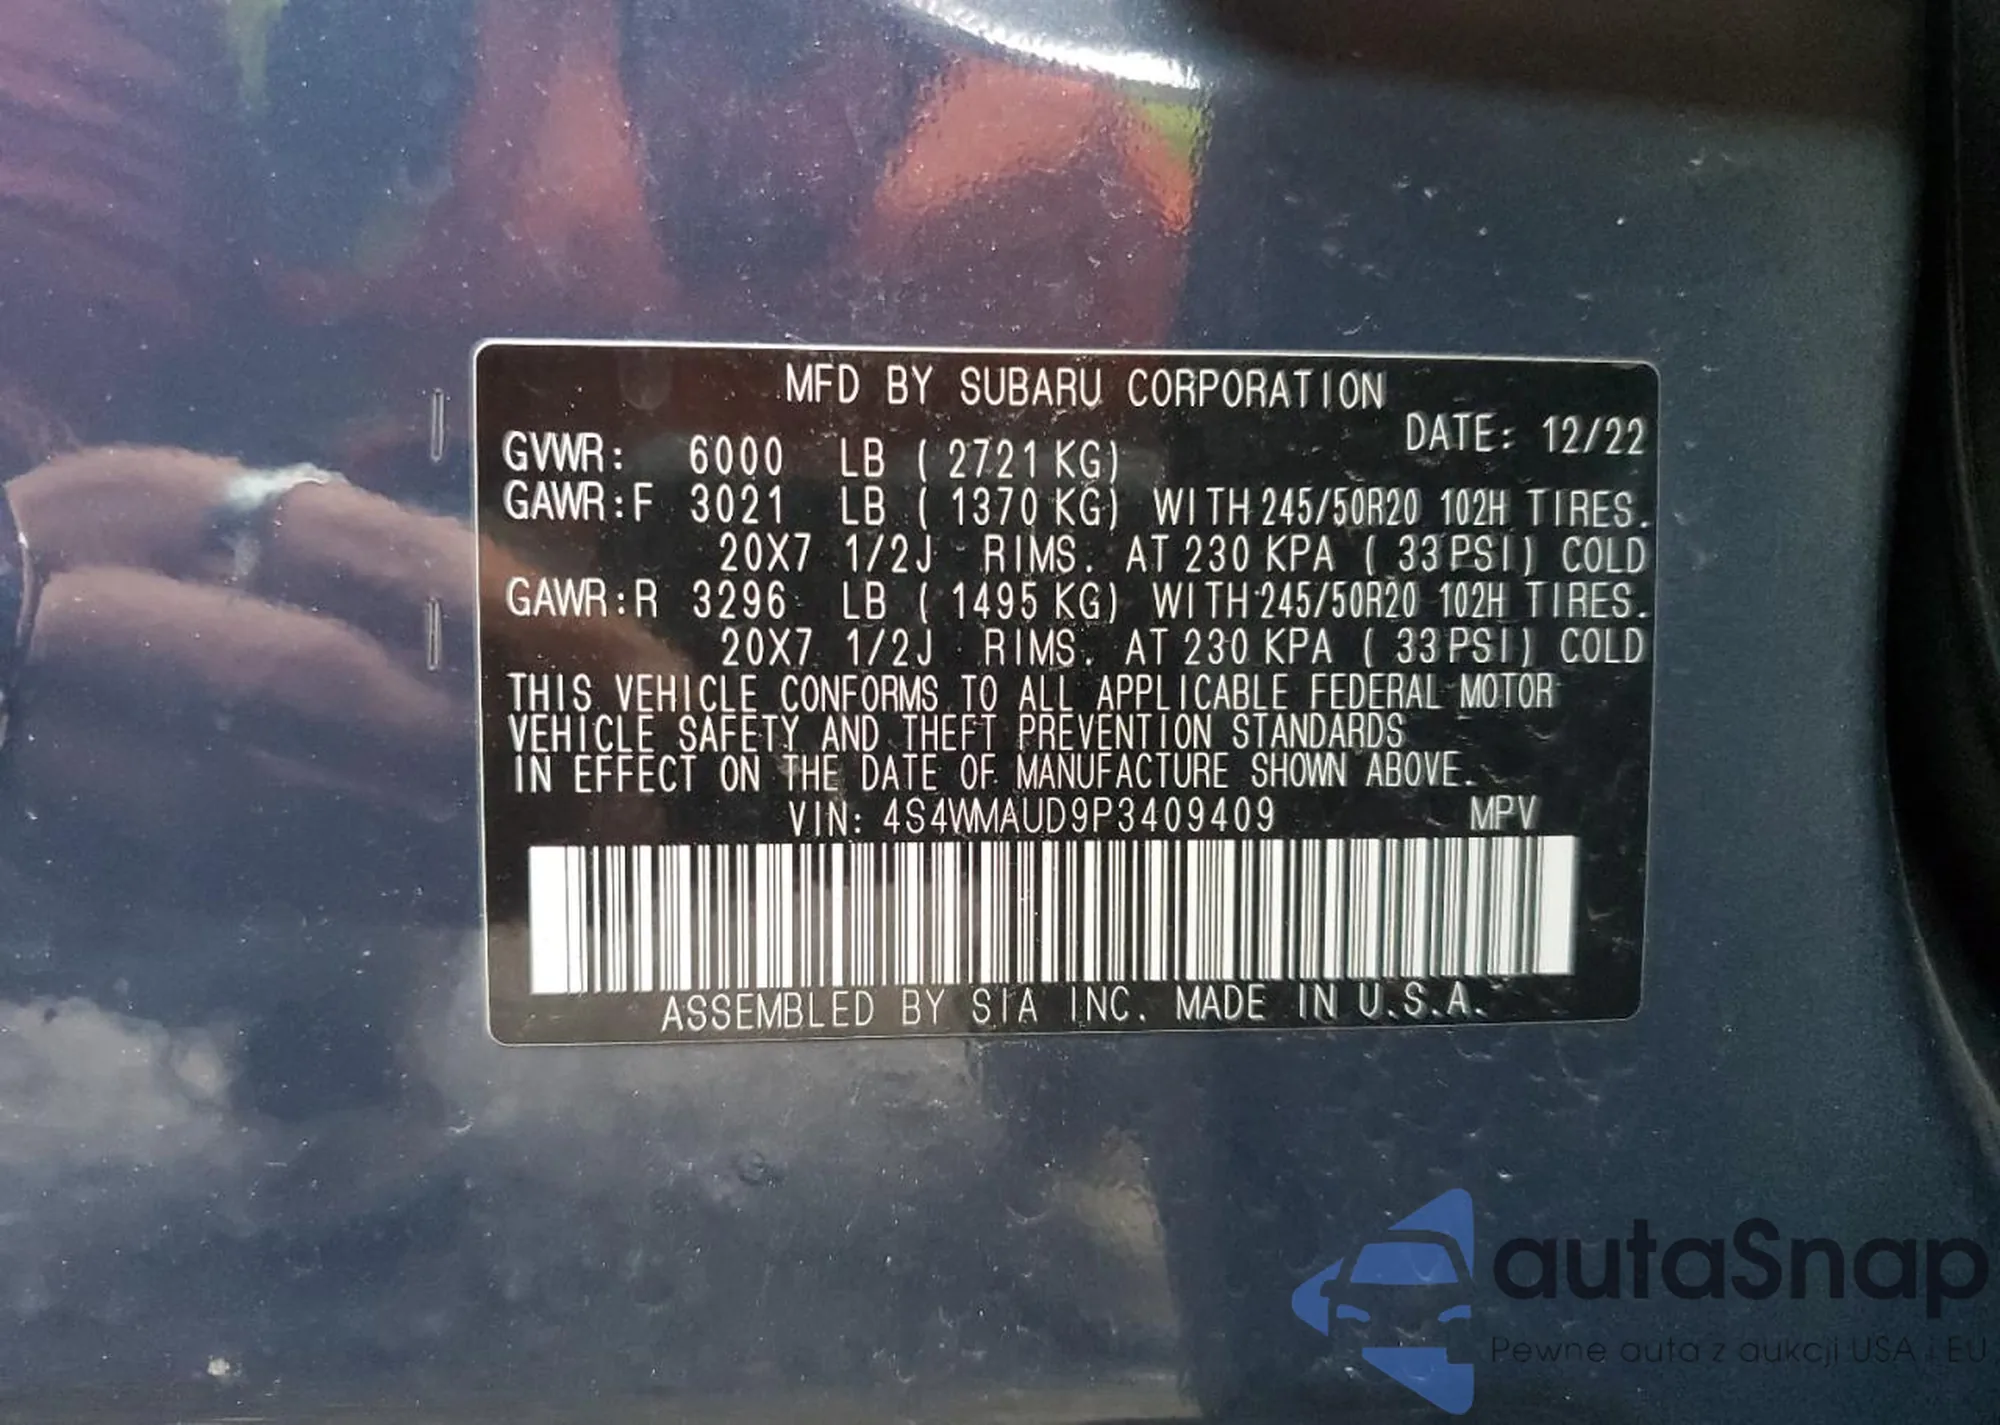 MFD BY SUBARU CORPORATION
DATE: 12/22
GVWR: 6000 LB (2721 KG)
GAWR:F 3021 LB (1370 KG) WITH 245/50R20 102H TIRES.
20X7 1/2J RIMS. AT 230 KPA (33 PSI) COLD
GAWR:R 3296 LB (1495 KG) WITH 245/50R20 102H TIRES.
20X7 1/2J RIMS. AT 230 KPA (33 PSI) COLD
THIS VEHICLE CONFORMS TO ALL APPLICABLE FEDERAL MOTOR
VEHICLE SAFETY AND THEFT PREVENTION STANDARDS
IN EFFECT ON THE DATE OF MANUFACTURE SHOWN ABOVE.
VIN: 4S4WMAUD9P3409409 MPV
ASSEMBLED BY SIA INC. MADE IN U.S.A.
autaSnap
Pewne auta z aukcji USA i EU